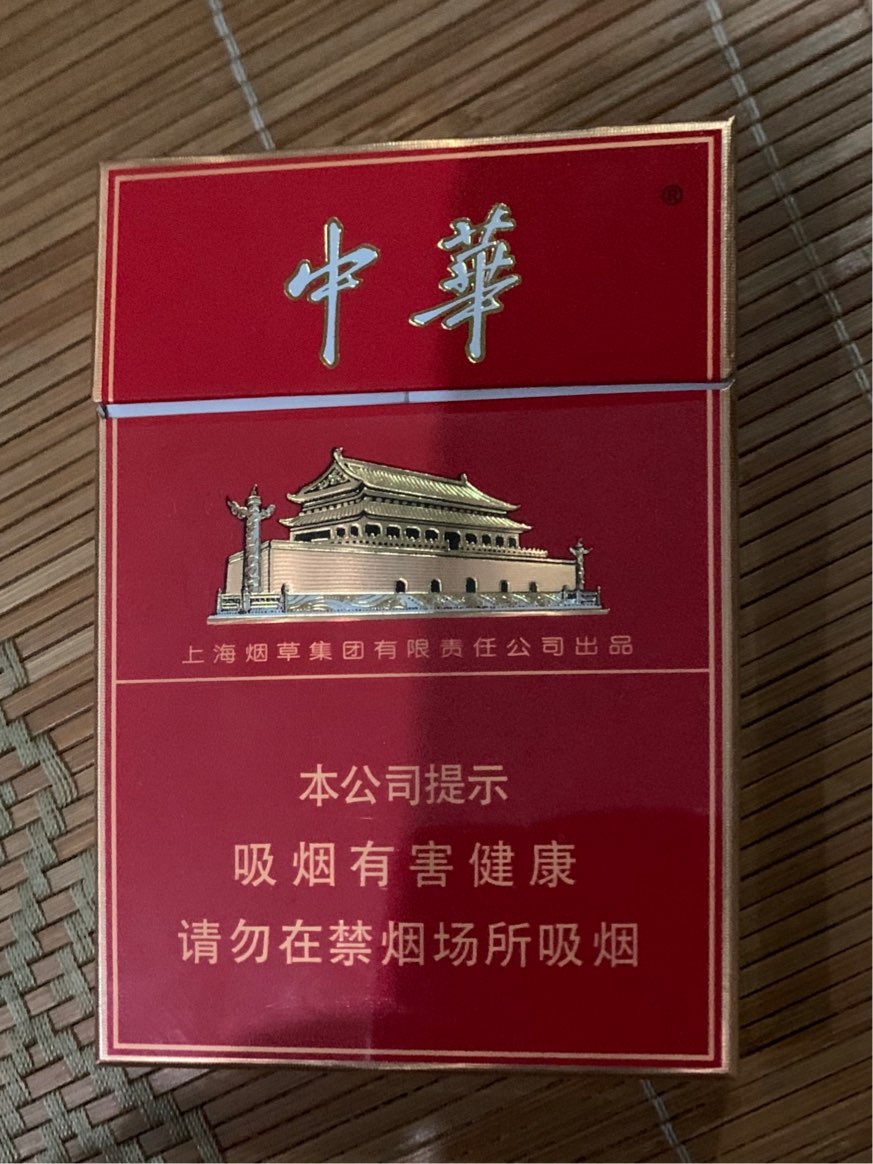 中華
®
上海烟草集团有限责任公司出品
本公司提示
吸烟有害健康
请勿在禁烟场所吸烟